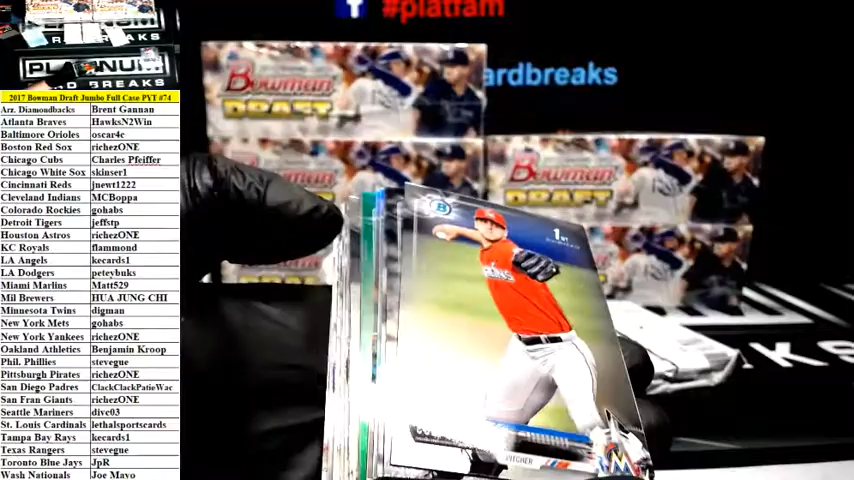 #platfam
ardbreaks
PLATINUM
RD BREAKS
2017 Bowman Draft Jumbo Full Case PYT #74
Arz. Diamondbacks Brent Gannan
Atlanta Braves HawksN2Win
Baltimore Orioles oscar4c
Boston Red Sox richezONE
Chicago Cubs Charles Pfeiffer
Chicago White Sox skinser1
Cincinnati Reds jnewt1222
Cleveland Indians MCBoppa
Colorado Rockies gohabs
Detroit Tigers jeffstp
Houston Astros richezONE
KC Royals flammond
LA Angels kecards1
LA Dodgers peteybuks
Miami Marlins Matt529
Mil Brewers HUA JUNG CHI
Minnesota Twins digman
New York Mets gohabs
New York Yankees richezONE
Oakland Athletics Benjamin Kroop
Phil. Phillies stevegue
Pittsburgh Pirates richezONE
San Diego Padres ClackClackPatieWac
San Fran Giants richezONE
Seattle Mariners divc03
St. Louis Cardinals lethalsportscards
Tampa Bay Rays kecards1
Texas Rangers stevegue
Toronto Blue Jays JpR
Wash Nationals Joe Mayo
Bowman
DRAFT
Bowman
Bowman
DRAFT
B
1st
PITCHER
KS